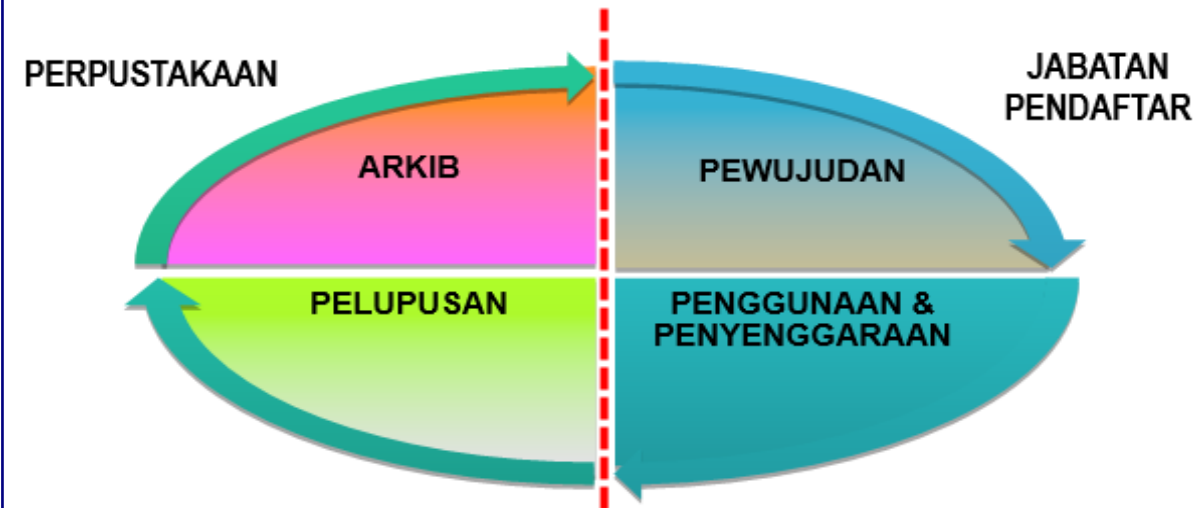 PERPUSTAKAAN
JABATAN
PENDAFTAR
ARKIB
PEWUJUDAN
PELUPUSAN
PENGGUNAAN &
PENYENGGARAAN